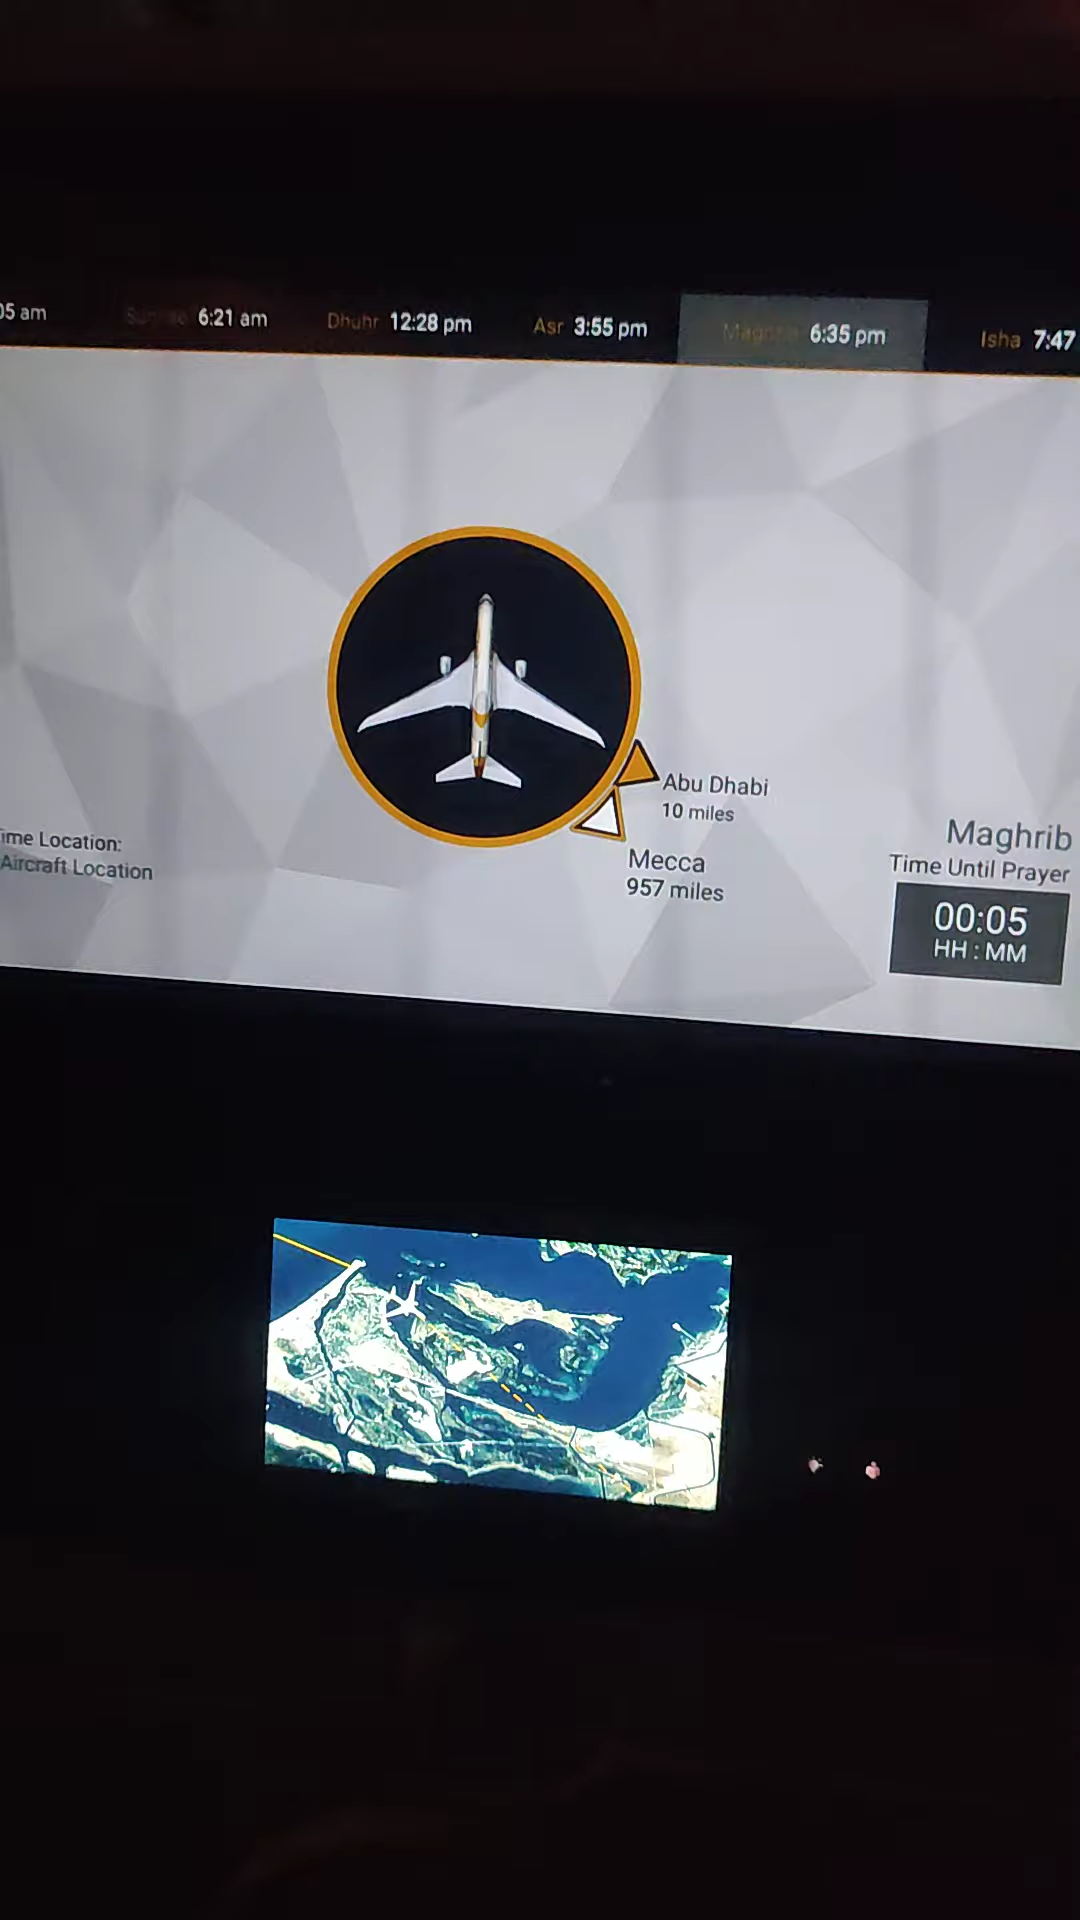 05 am Sunrise 6:21 am Dhuhr 12:28 pm Asr 3:55 pm Maghrib 6:35 pm Isha 7:47
Abu Dhabi
10 miles
Mecca
957 miles
ime Location:
Aircraft Location
Maghrib
Time Until Prayer
00:05
HH : MM